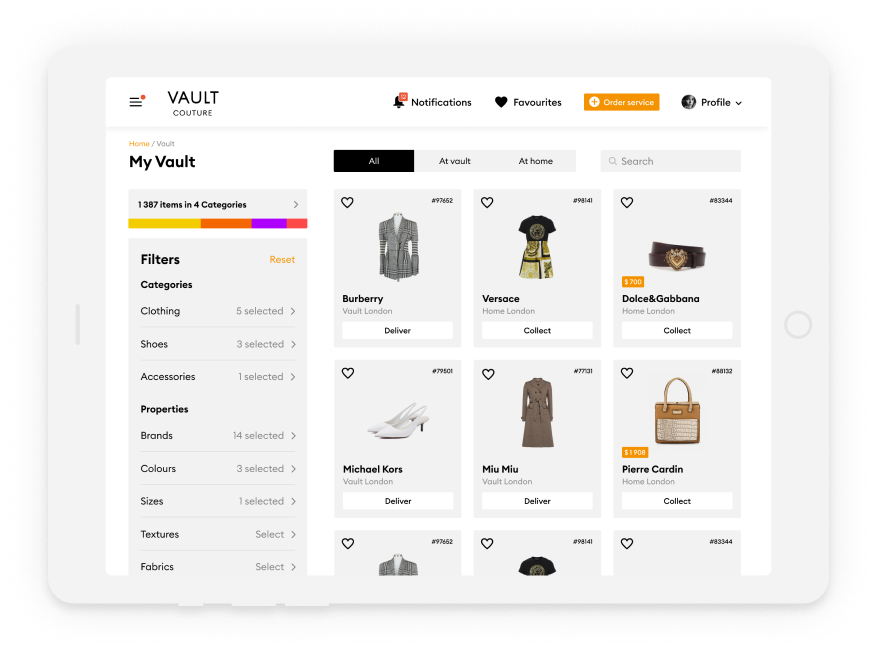 VAULT
COUTURE
Notifications
Favourites
Order service
Profile
Home / Vault
My Vault
All
At vault
At home
Search
1 387 items in 4 Categories
Filters
Reset
Categories
Clothing
5 selected
Shoes
3 selected
Accessories
1 selected
Properties
Brands
14 selected
Colours
3 selected
Sizes
1 selected
Textures
Select
Fabrics
Select
#97652
Burberry
Vault London
Deliver
#98141
Versace
Home London
Collect
#83344
$ 700
Dolce&Gabbana
Home London
Collect
#79501
Michael Kors
Vault London
Deliver
#77131
Miu Miu
Vault London
Deliver
#88132
$ 1 908
Pierre Cardin
Home London
Collect
#97652
#98141
#83344